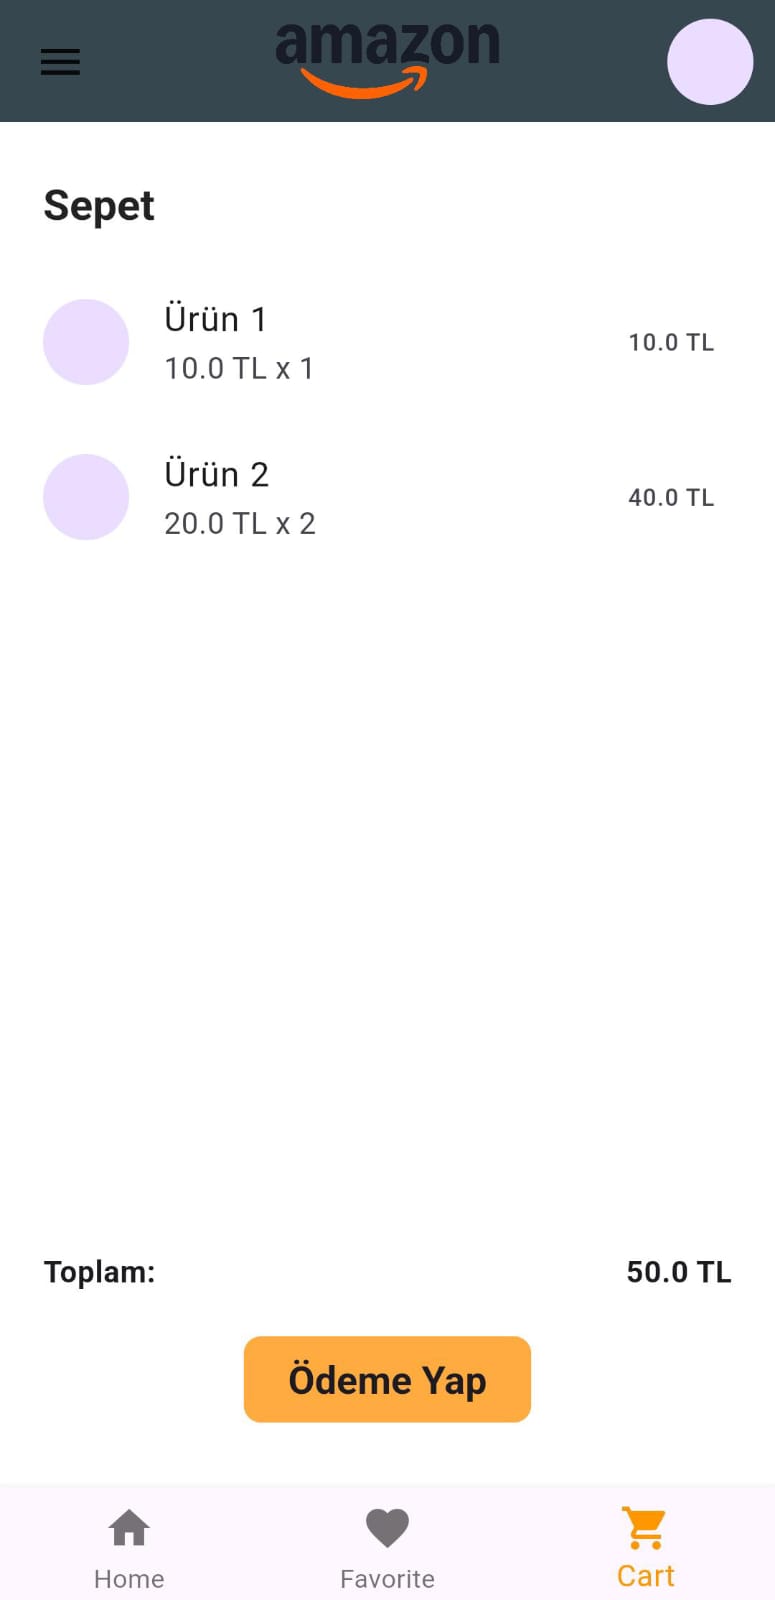 amazon
Sepet
Ürün 1
10.0 TL x 1
10.0 TL
Ürün 2
20.0 TL x 2
40.0 TL
Toplam:
50.0 TL
Ödeme Yap
Home
Favorite
Cart